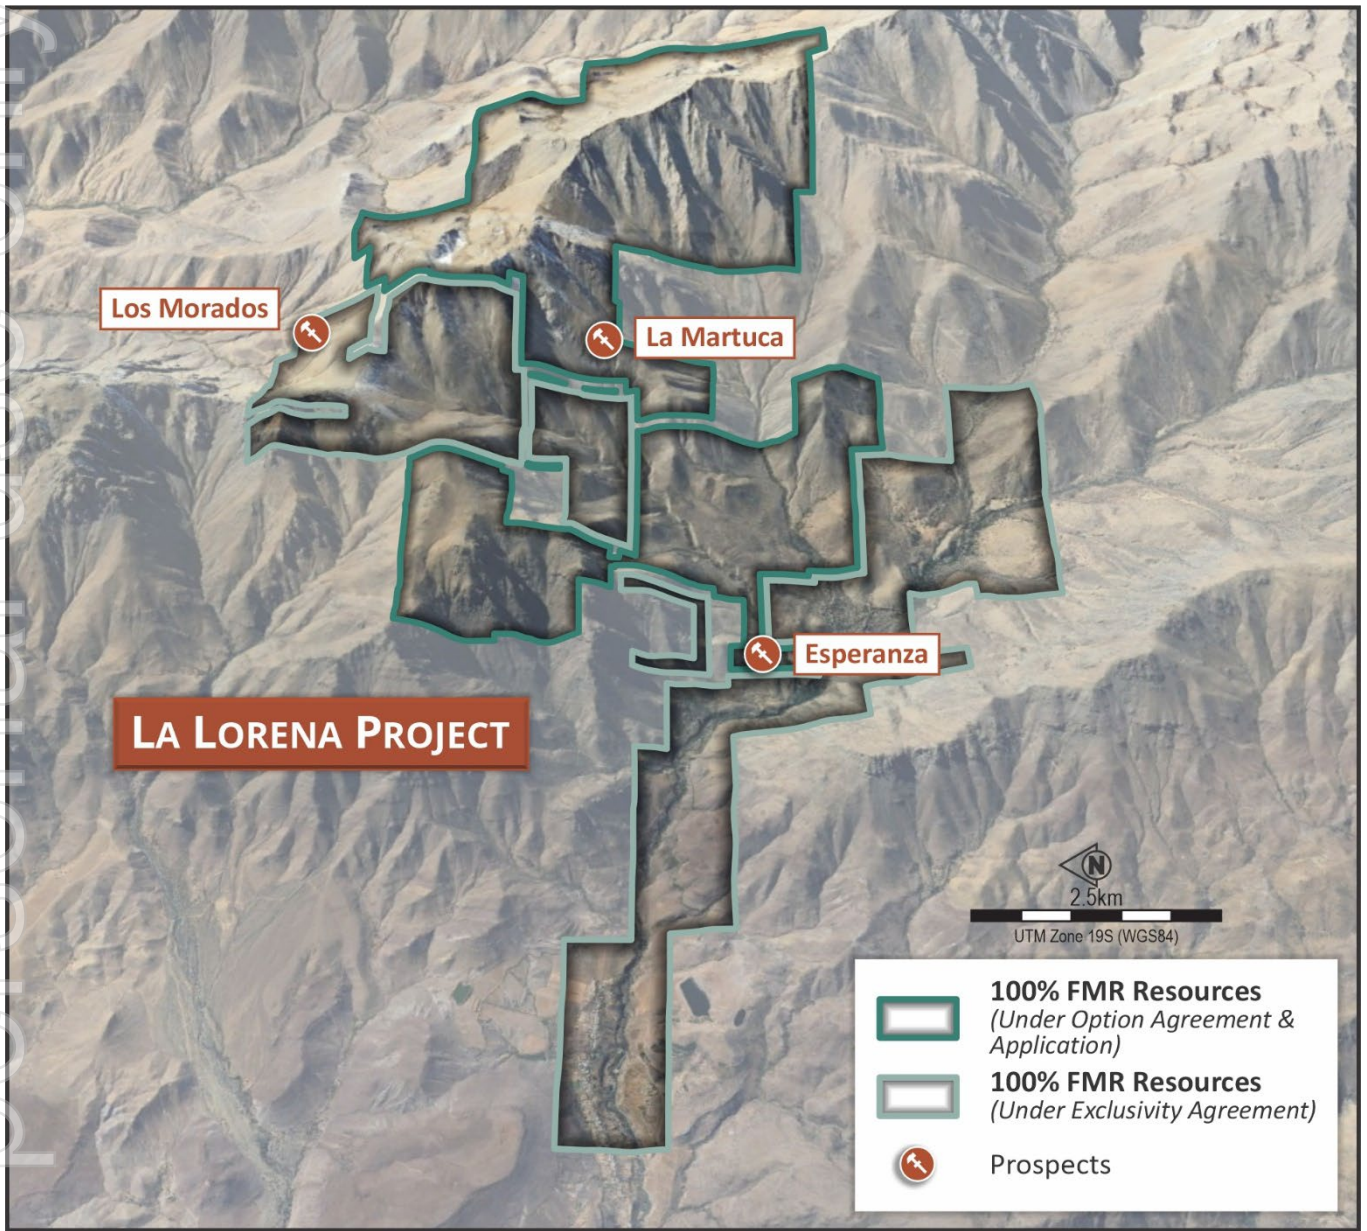 Los Morados
La Martuca
Esperanza
LA LORENA PROJECT
N
2.5km
UTM Zone 19S (WGS84)
100% FMR Resources
(Under Option Agreement &
Application)
100% FMR Resources
(Under Exclusivity Agreement)
Prospects